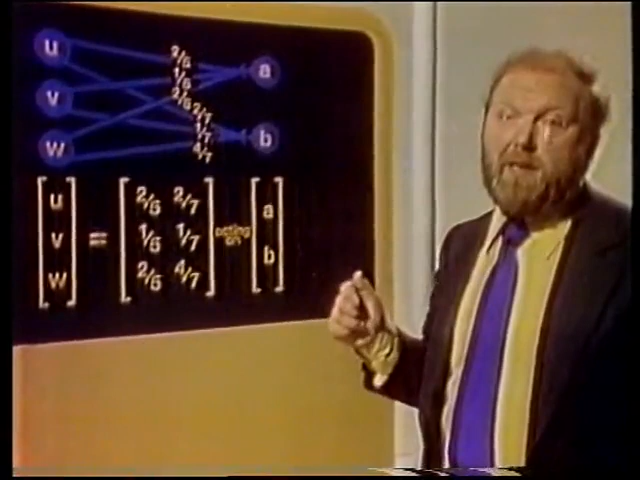 u 2/5
1/5 a
v 2/5
2/7
1/7 b
w 4/7
u 2/5 2/7 a
v = 1/5 1/7 acting on
w 2/5 4/7 b